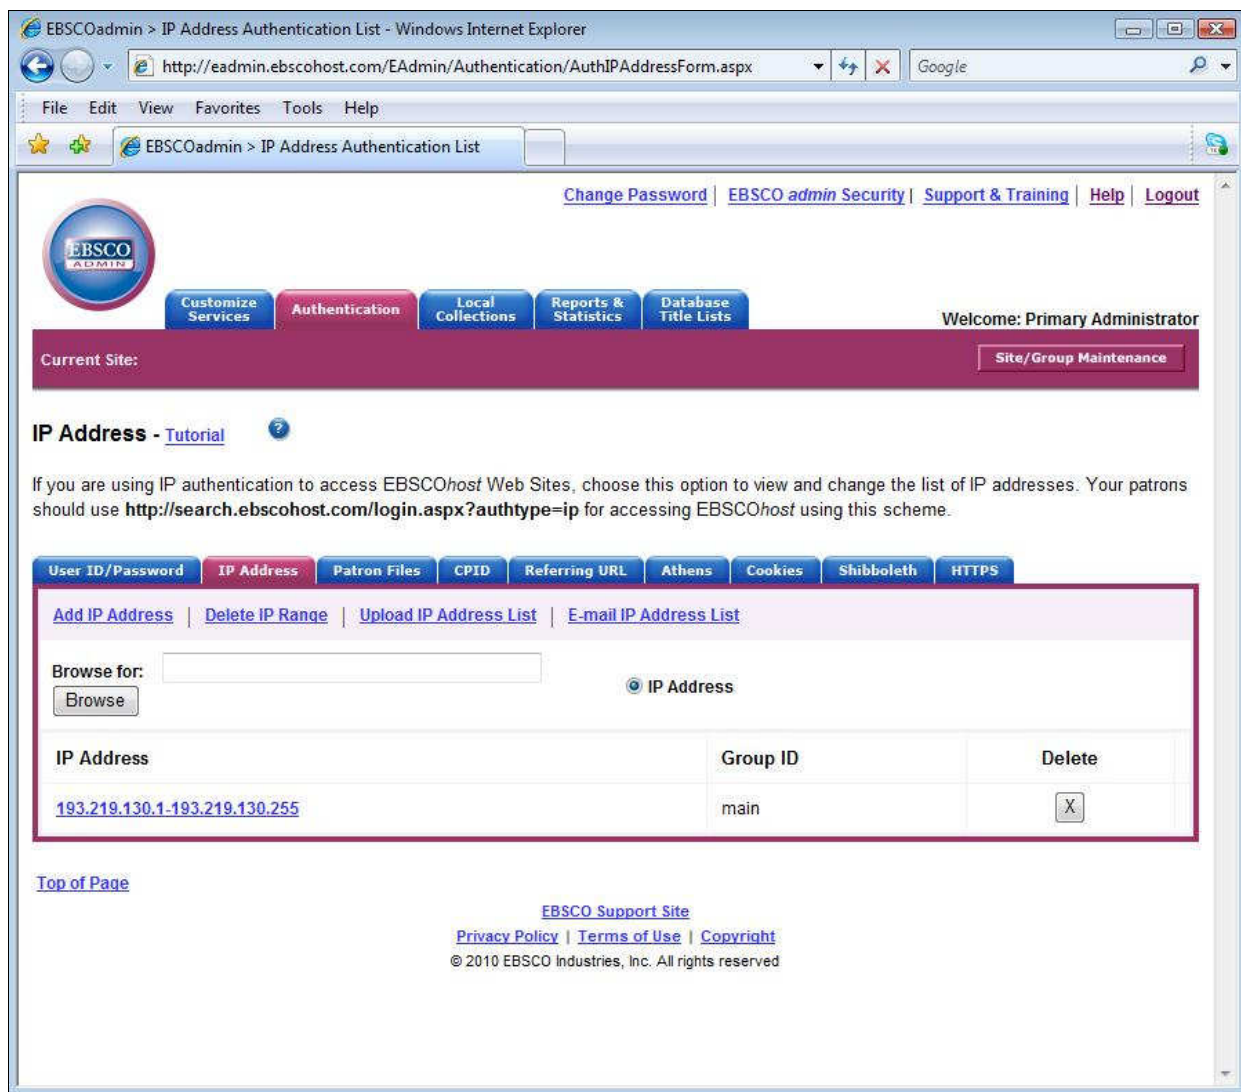 EBSCOadmin > IP Address Authentication List - Windows Internet Explorer
http://eadmin.ebscohost.com/EAdmin/Authentication/AuthIPAddressForm.aspx
Google
File Edit View Favorites Tools Help
EBSCOadmin > IP Address Authentication List
Change Password | EBSCO admin Security | Support & Training | Help | Logout
EBSCO
ADMIN
Customize Services
Authentication
Local Collections
Reports & Statistics
Database Title Lists
Welcome: Primary Administrator
Current Site:
Site/Group Maintenance
IP Address - Tutorial ?
If you are using IP authentication to access EBSCOhost Web Sites, choose this option to view and change the list of IP addresses. Your patrons
should use http://search.ebscohost.com/login.aspx?authtype=ip for accessing EBSCOhost using this scheme.
User ID/Password IP Address Patron Files CPID Referring URL Athens Cookies Shibboleth HTTPS
Add IP Address | Delete IP Range | Upload IP Address List | E-mail IP Address List
Browse for:
Browse
IP Address
IP Address Group ID Delete
193.219.130.1-193.219.130.255 main X
Top of Page
EBSCO Support Site
Privacy Policy | Terms of Use | Copyright
© 2010 EBSCO Industries, Inc. All rights reserved